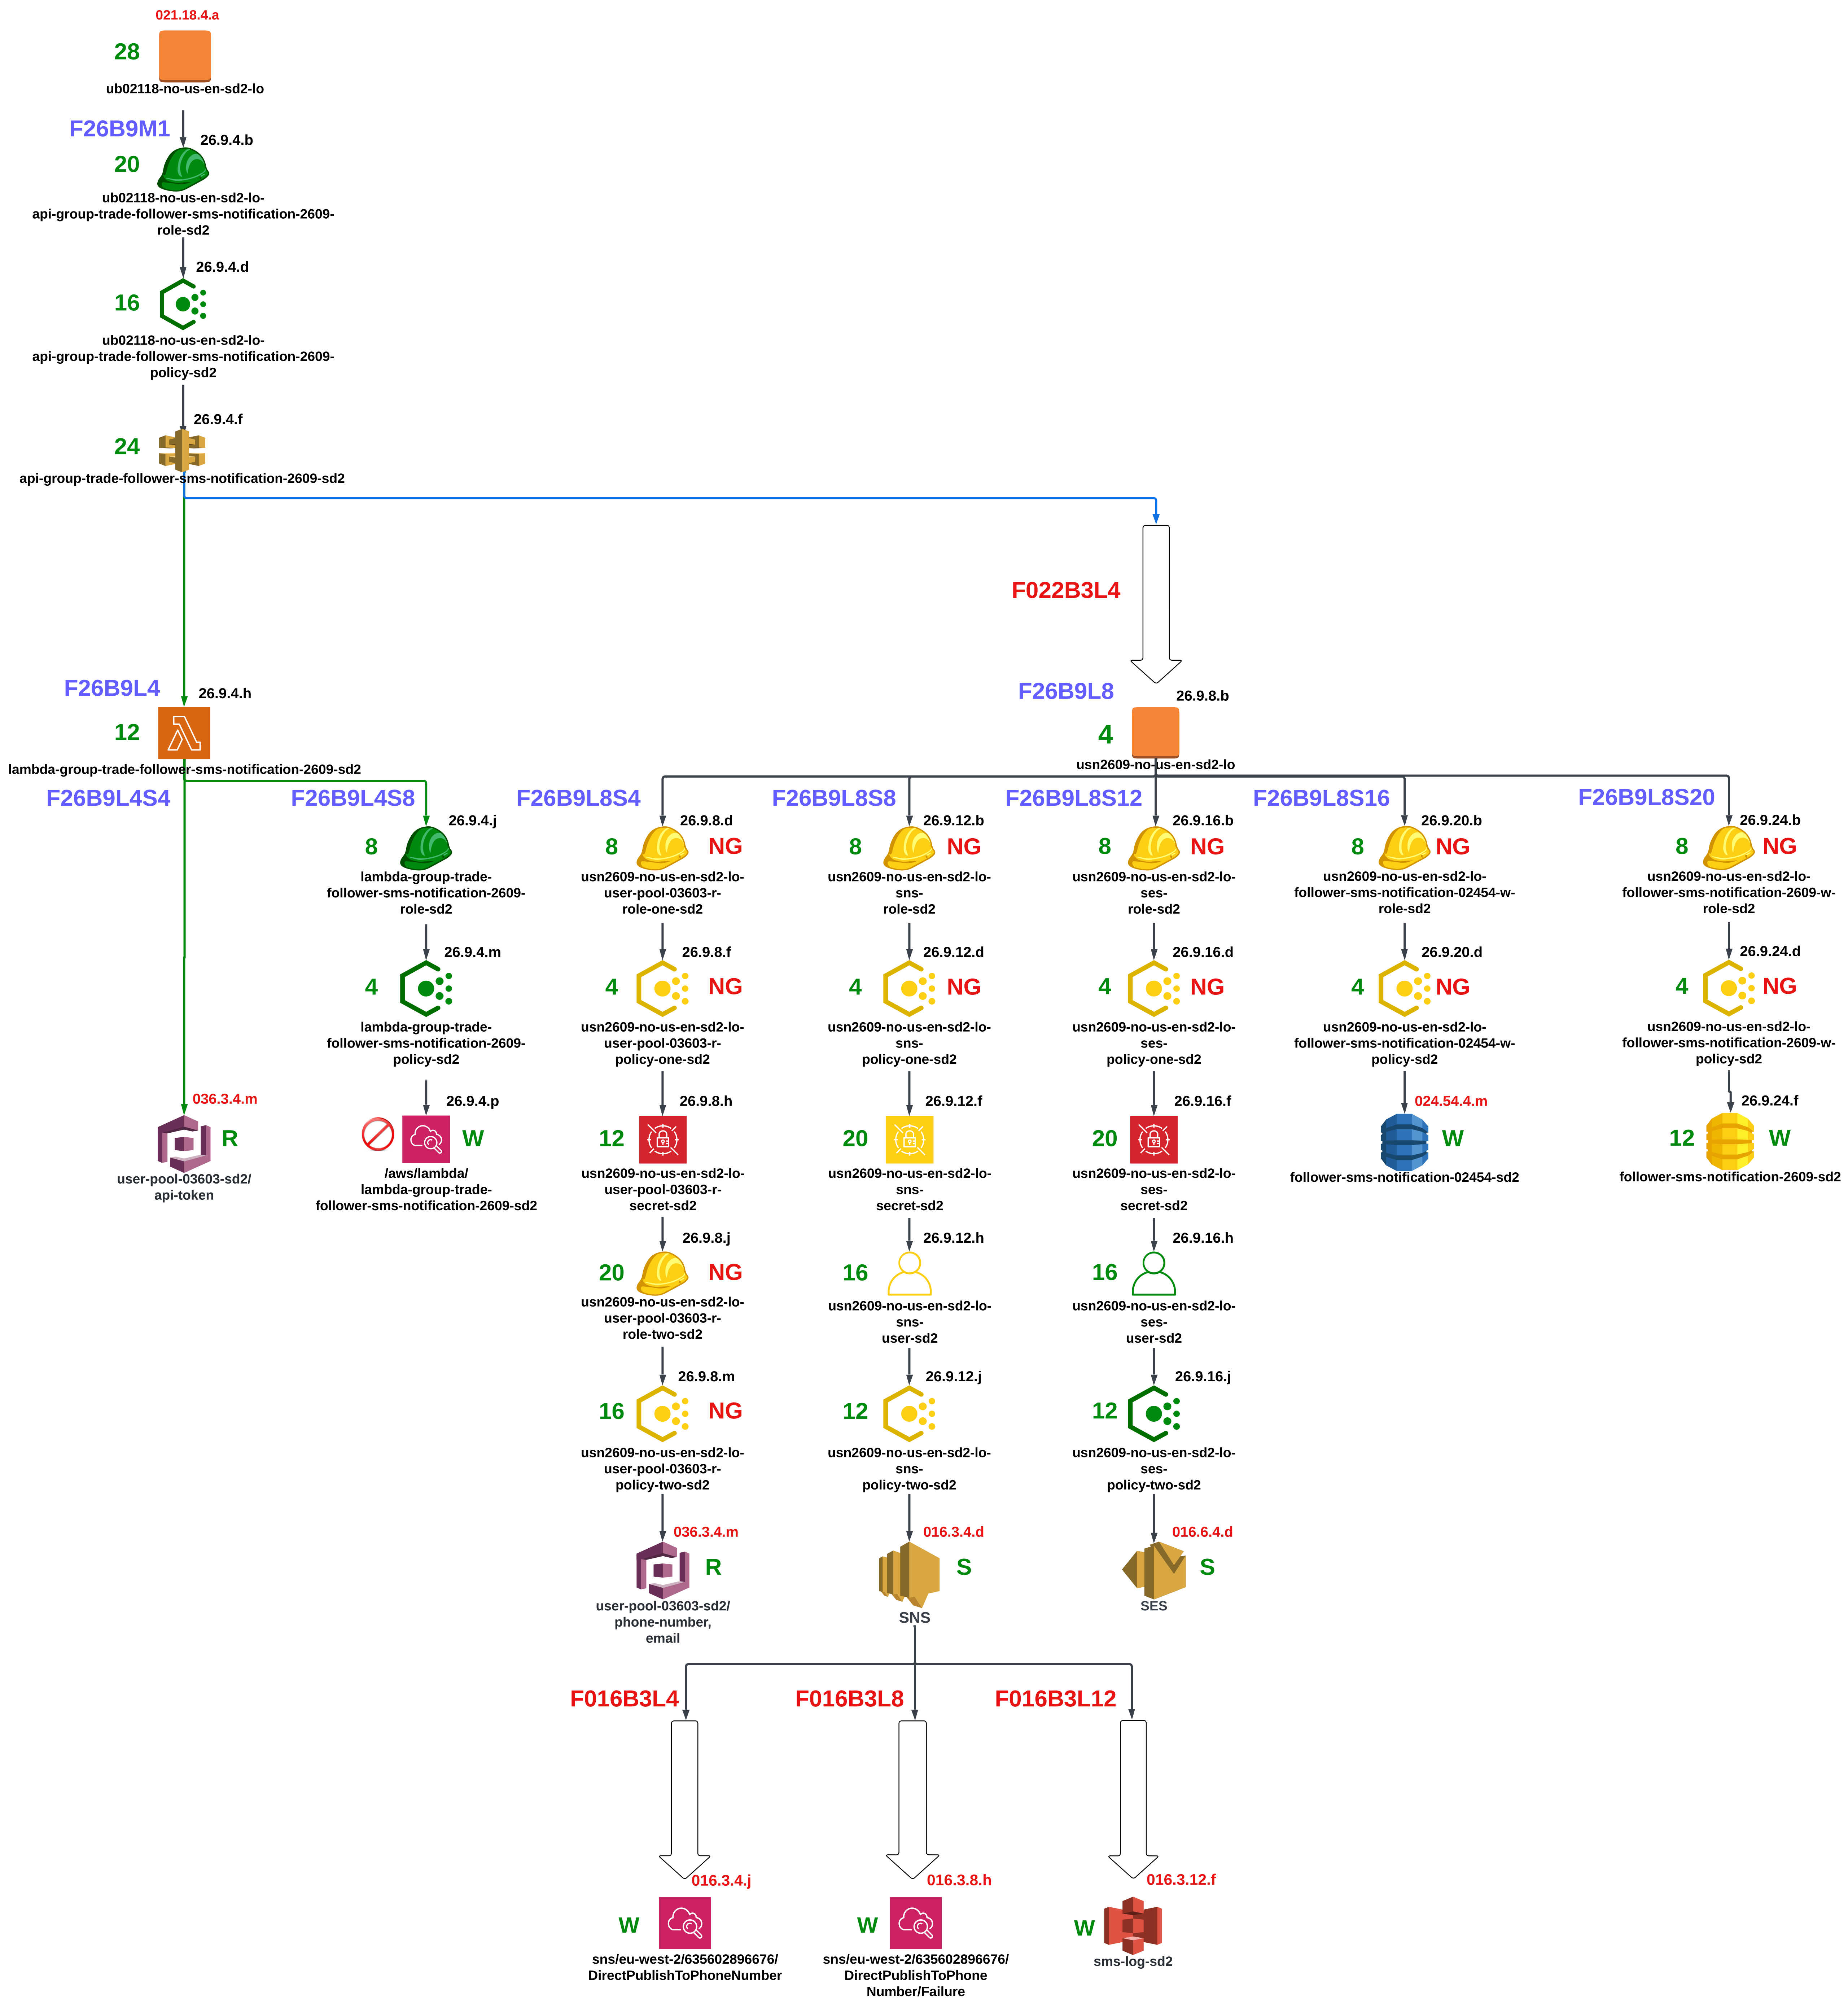 021.18.4.a
28
ub02118-no-us-en-sd2-lo
F26B9M1
26.9.4.b
20
ub02118-no-us-en-sd2-lo-
api-group-trade-follower-sms-notification-2609-
role-sd2
26.9.4.d
16
ub02118-no-us-en-sd2-lo-
api-group-trade-follower-sms-notification-2609-
policy-sd2
26.9.4.f
24
api-group-trade-follower-sms-notification-2609-sd2
F022B3L4
F26B9L4
26.9.4.h
12
lambda-group-trade-follower-sms-notification-2609-sd2
F26B9L8
26.9.8.b
4
usn2609-no-us-en-sd2-lo
F26B9L4S4
036.3.4.m
R
user-pool-03603-sd2/
api-token
F26B9L4S8
26.9.4.j
8
lambda-group-trade-
follower-sms-notification-2609-
role-sd2
26.9.4.m
4
lambda-group-trade-
follower-sms-notification-2609-
policy-sd2
26.9.4.p
W
/aws/lambda/
lambda-group-trade-
follower-sms-notification-2609-sd2
F26B9L8S4
26.9.8.d
8
NG
usn2609-no-us-en-sd2-lo-
user-pool-03603-r-
role-one-sd2
26.9.8.f
4
NG
usn2609-no-us-en-sd2-lo-
user-pool-03603-r-
policy-one-sd2
26.9.8.h
12
usn2609-no-us-en-sd2-lo-
user-pool-03603-r-
secret-sd2
26.9.8.j
20
NG
usn2609-no-us-en-sd2-lo-
user-pool-03603-r-
role-two-sd2
26.9.8.m
16
NG
usn2609-no-us-en-sd2-lo-
user-pool-03603-r-
policy-two-sd2
036.3.4.m
R
user-pool-03603-sd2/
phone-number,
email
F26B9L8S8
26.9.12.b
8
NG
usn2609-no-us-en-sd2-lo-
sns-
role-sd2
26.9.12.d
4
NG
usn2609-no-us-en-sd2-lo-
sns-
policy-one-sd2
26.9.12.f
20
usn2609-no-us-en-sd2-lo-
sns-
secret-sd2
26.9.12.h
16
usn2609-no-us-en-sd2-lo-
sns-
user-sd2
26.9.12.j
12
usn2609-no-us-en-sd2-lo-
sns-
policy-two-sd2
016.3.4.d
S
SNS
F26B9L8S12
26.9.16.b
8
NG
usn2609-no-us-en-sd2-lo-
ses-
role-sd2
26.9.16.d
4
NG
usn2609-no-us-en-sd2-lo-
ses-
policy-one-sd2
26.9.16.f
20
usn2609-no-us-en-sd2-lo-
ses-
secret-sd2
26.9.16.h
16
usn2609-no-us-en-sd2-lo-
ses-
user-sd2
26.9.16.j
12
usn2609-no-us-en-sd2-lo-
ses-
policy-two-sd2
016.6.4.d
S
SES
F26B9L8S16
26.9.20.b
8
NG
usn2609-no-us-en-sd2-lo-
follower-sms-notification-02454-w-
role-sd2
26.9.20.d
4
NG
usn2609-no-us-en-sd2-lo-
follower-sms-notification-02454-w-
policy-sd2
024.54.4.m
W
follower-sms-notification-02454-sd2
F26B9L8S20
26.9.24.b
8
NG
usn2609-no-us-en-sd2-lo-
follower-sms-notification-2609-w-
role-sd2
26.9.24.d
4
NG
usn2609-no-us-en-sd2-lo-
follower-sms-notification-2609-w-
policy-sd2
26.9.24.f
12
W
follower-sms-notification-2609-sd2
F016B3L4
016.3.4.j
W
sns/eu-west-2/635602896676/
DirectPublishToPhoneNumber
F016B3L8
016.3.8.h
W
sns/eu-west-2/635602896676/
DirectPublishToPhone
Number/Failure
F016B3L12
016.3.12.f
W
sms-log-sd2